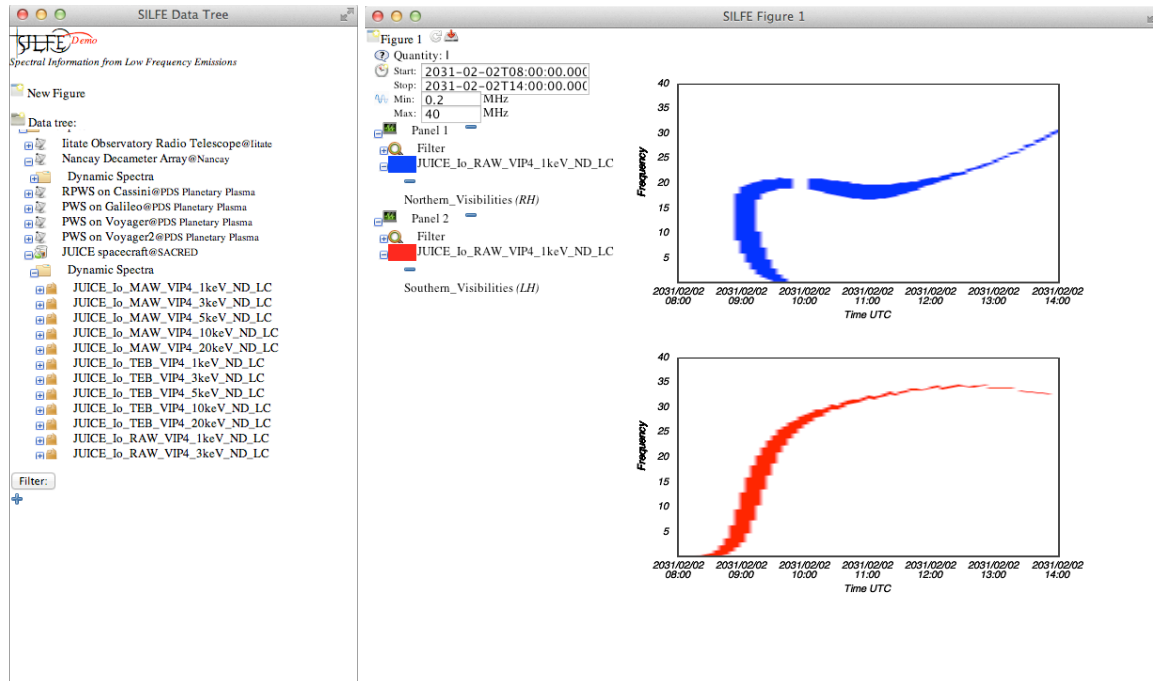 SILFE Data Tree
SILFE Demo
Spectral Information from Low Frequency Emissions
New Figure
Data tree:
Iitate Observatory Radio Telescope@Iitate
Nancay Decameter Array@Nancay
Dynamic Spectra
RPWS on Cassini@PDS Planetary Plasma
PWS on Galileo@PDS Planetary Plasma
PWS on Voyager@PDS Planetary Plasma
PWS on Voyager2@PDS Planetary Plasma
JUICE spacecraft@SACRED
Dynamic Spectra
JUICE_Io_MAW_VIP4_1keV_ND_LC
JUICE_Io_MAW_VIP4_3keV_ND_LC
JUICE_Io_MAW_VIP4_5keV_ND_LC
JUICE_Io_MAW_VIP4_10keV_ND_LC
JUICE_Io_MAW_VIP4_20keV_ND_LC
JUICE_Io_TEB_VIP4_1keV_ND_LC
JUICE_Io_TEB_VIP4_3keV_ND_LC
JUICE_Io_TEB_VIP4_5keV_ND_LC
JUICE_Io_TEB_VIP4_10keV_ND_LC
JUICE_Io_TEB_VIP4_20keV_ND_LC
JUICE_Io_RAW_VIP4_1keV_ND_LC
JUICE_Io_RAW_VIP4_3keV_ND_LC
Filter:
SILFE Figure 1
Figure 1
Quantity: I
Start: 2031-02-02T08:00:00.00(
Stop: 2031-02-02T14:00:00.00(
Min: 0.2 MHz
Max: 40 MHz
Panel 1
Filter
JUICE_Io_RAW_VIP4_1keV_ND_LC
Northern_Visibilities (RH)
Panel 2
Filter
JUICE_Io_RAW_VIP4_1keV_ND_LC
Southern_Visibilities (LH)
40
35
30
25
20
15
10
5
Frequency
2031/02/02 2031/02/02 2031/02/02 2031/02/02 2031/02/02 2031/02/02 2031/02/02
08:00 09:00 10:00 11:00 12:00 13:00 14:00
Time UTC
40
35
30
25
20
15
10
5
Frequency
2031/02/02 2031/02/02 2031/02/02 2031/02/02 2031/02/02 2031/02/02 2031/02/02
08:00 09:00 10:00 11:00 12:00 13:00 14:00
Time UTC